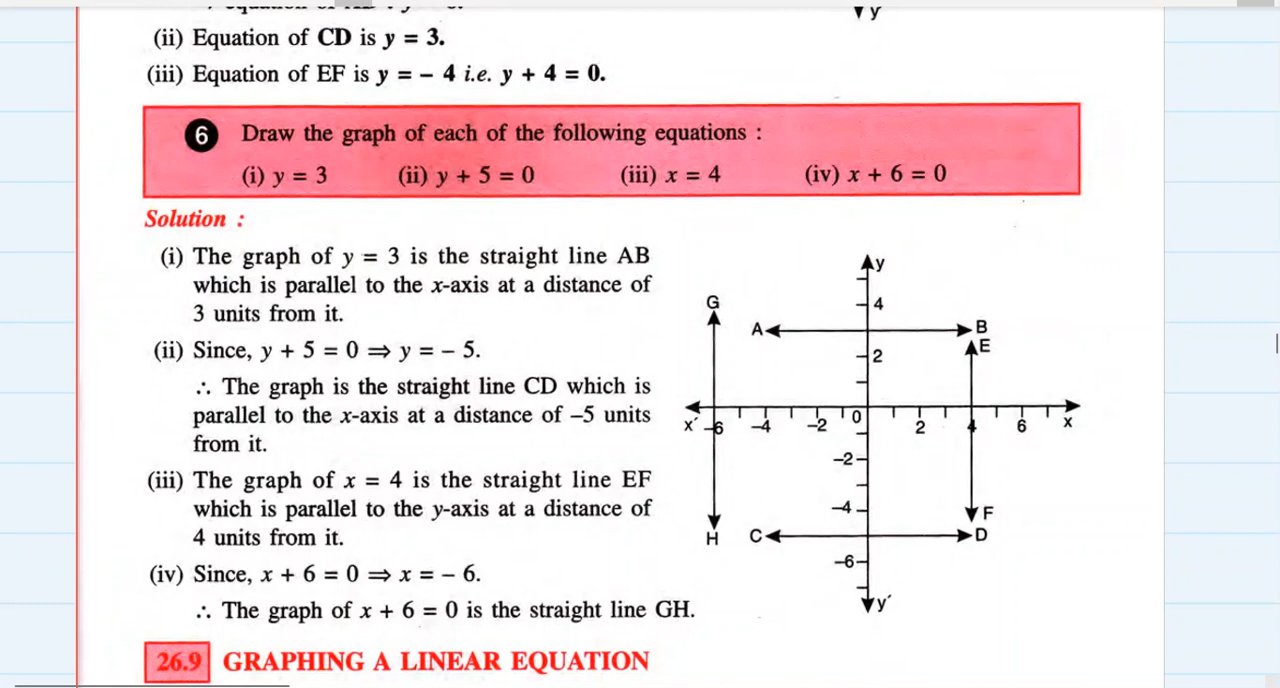 (ii) Equation of CD is y = 3.
(iii) Equation of EF is y = – 4 i.e. y + 4 = 0.
6 Draw the graph of each of the following equations :
(i) y = 3 (ii) y + 5 = 0 (iii) x = 4 (iv) x + 6 = 0
Solution :
(i) The graph of y = 3 is the straight line AB
which is parallel to the x-axis at a distance of
3 units from it.
(ii) Since, y + 5 = 0 ⇒ y = – 5.
∴ The graph is the straight line CD which is
parallel to the x-axis at a distance of –5 units
from it.
(iii) The graph of x = 4 is the straight line EF
which is parallel to the y-axis at a distance of
4 units from it.
(iv) Since, x + 6 = 0 ⇒ x = – 6.
∴ The graph of x + 6 = 0 is the straight line GH.
y′
y
G
4
A B
E
2
x′ –6 –4 –2 0 2 4 6 x
–2
–4
F
H C D
–6
y′
26.9 GRAPHING A LINEAR EQUATION